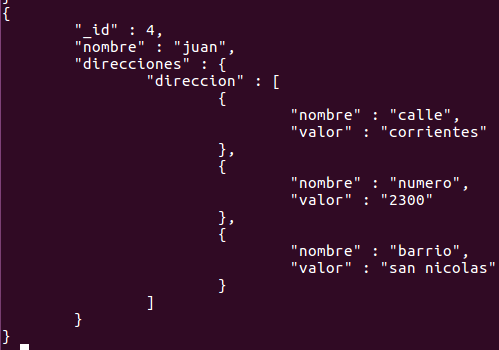 {
"_id" : 4,
"nombre" : "juan",
"direcciones" : {
"direccion" : [
{
"nombre" : "calle",
"valor" : "corrientes"
},
{
"nombre" : "numero",
"valor" : "2300"
},
{
"nombre" : "barrio",
"valor" : "san nicolas"
}
]
}
}